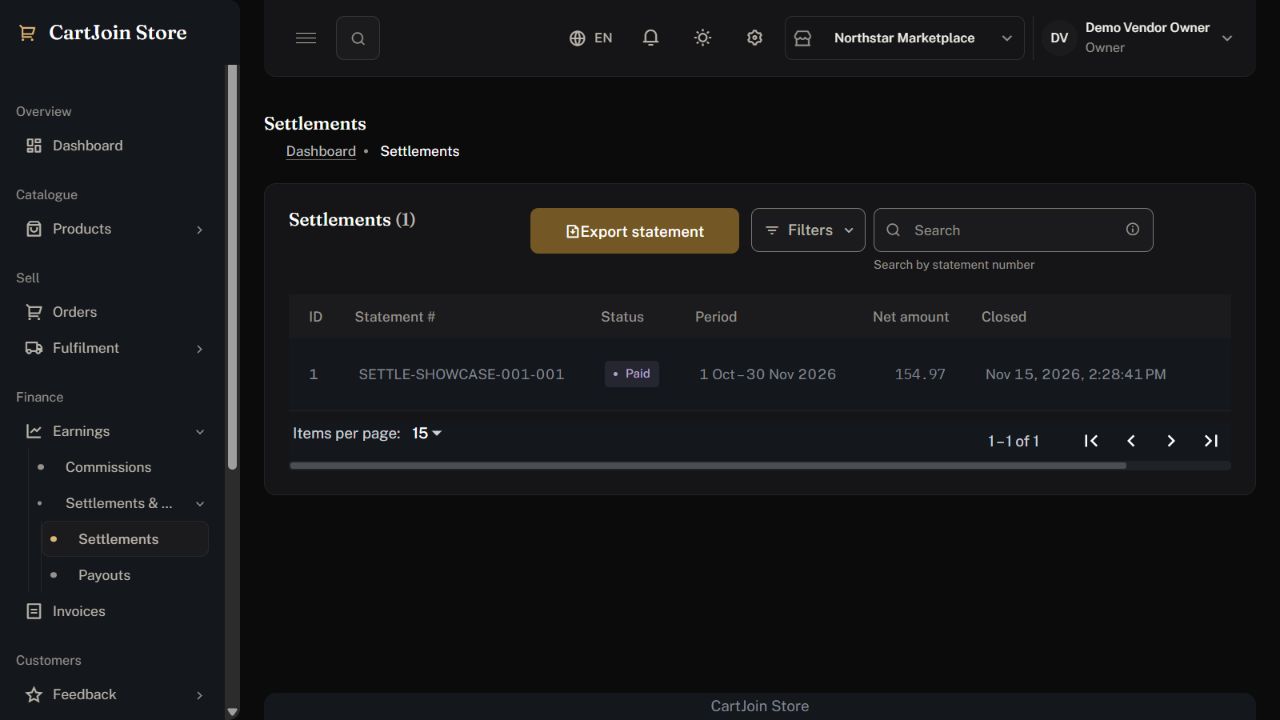 CartJoin Store
EN
Northstar Marketplace
DV
Demo Vendor Owner
Owner
Overview
Dashboard
Catalogue
Products
Sell
Orders
Fulfilment
Finance
Earnings
Commissions
Settlements & ...
Settlements
Payouts
Invoices
Customers
Feedback
Settlements
Dashboard • Settlements
Settlements (1)
Export statement
Filters
Search
Search by statement number
ID Statement # Status Period Net amount Closed
1 SETTLE-SHOWCASE-001-001 • Paid 1 Oct – 30 Nov 2026 154.97 Nov 15, 2026, 2:28:41 PM
Items per page: 15
1 – 1 of 1
CartJoin Store